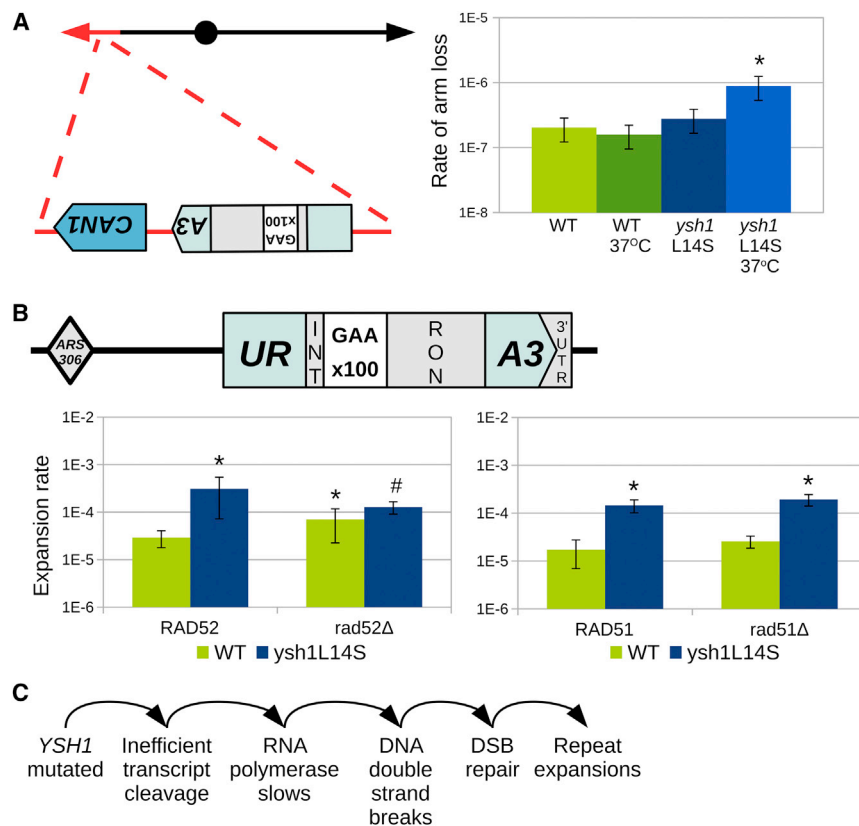 A
CAN1
A3
GAA
x100
Rate of arm loss
1E-5
1E-6
1E-7
1E-8
*
WT
WT
37°C
ysh1
L14S
ysh1
L14S
37°C
B
ARS
306
UR
INT
GAA
x100
RON
A3
3'UTR
Expansion rate
1E-2
1E-3
1E-4
1E-5
1E-6
*
*
#
RAD52
rad52Δ
WT ysh1L14S
1E-2
1E-3
1E-4
1E-5
1E-6
*
*
RAD51
rad51Δ
WT ysh1L14S
C
YSH1
mutated
Inefficient
transcript
cleavage
RNA
polymerase
slows
DNA
double
strand
breaks
DSB
repair
Repeat
expansions